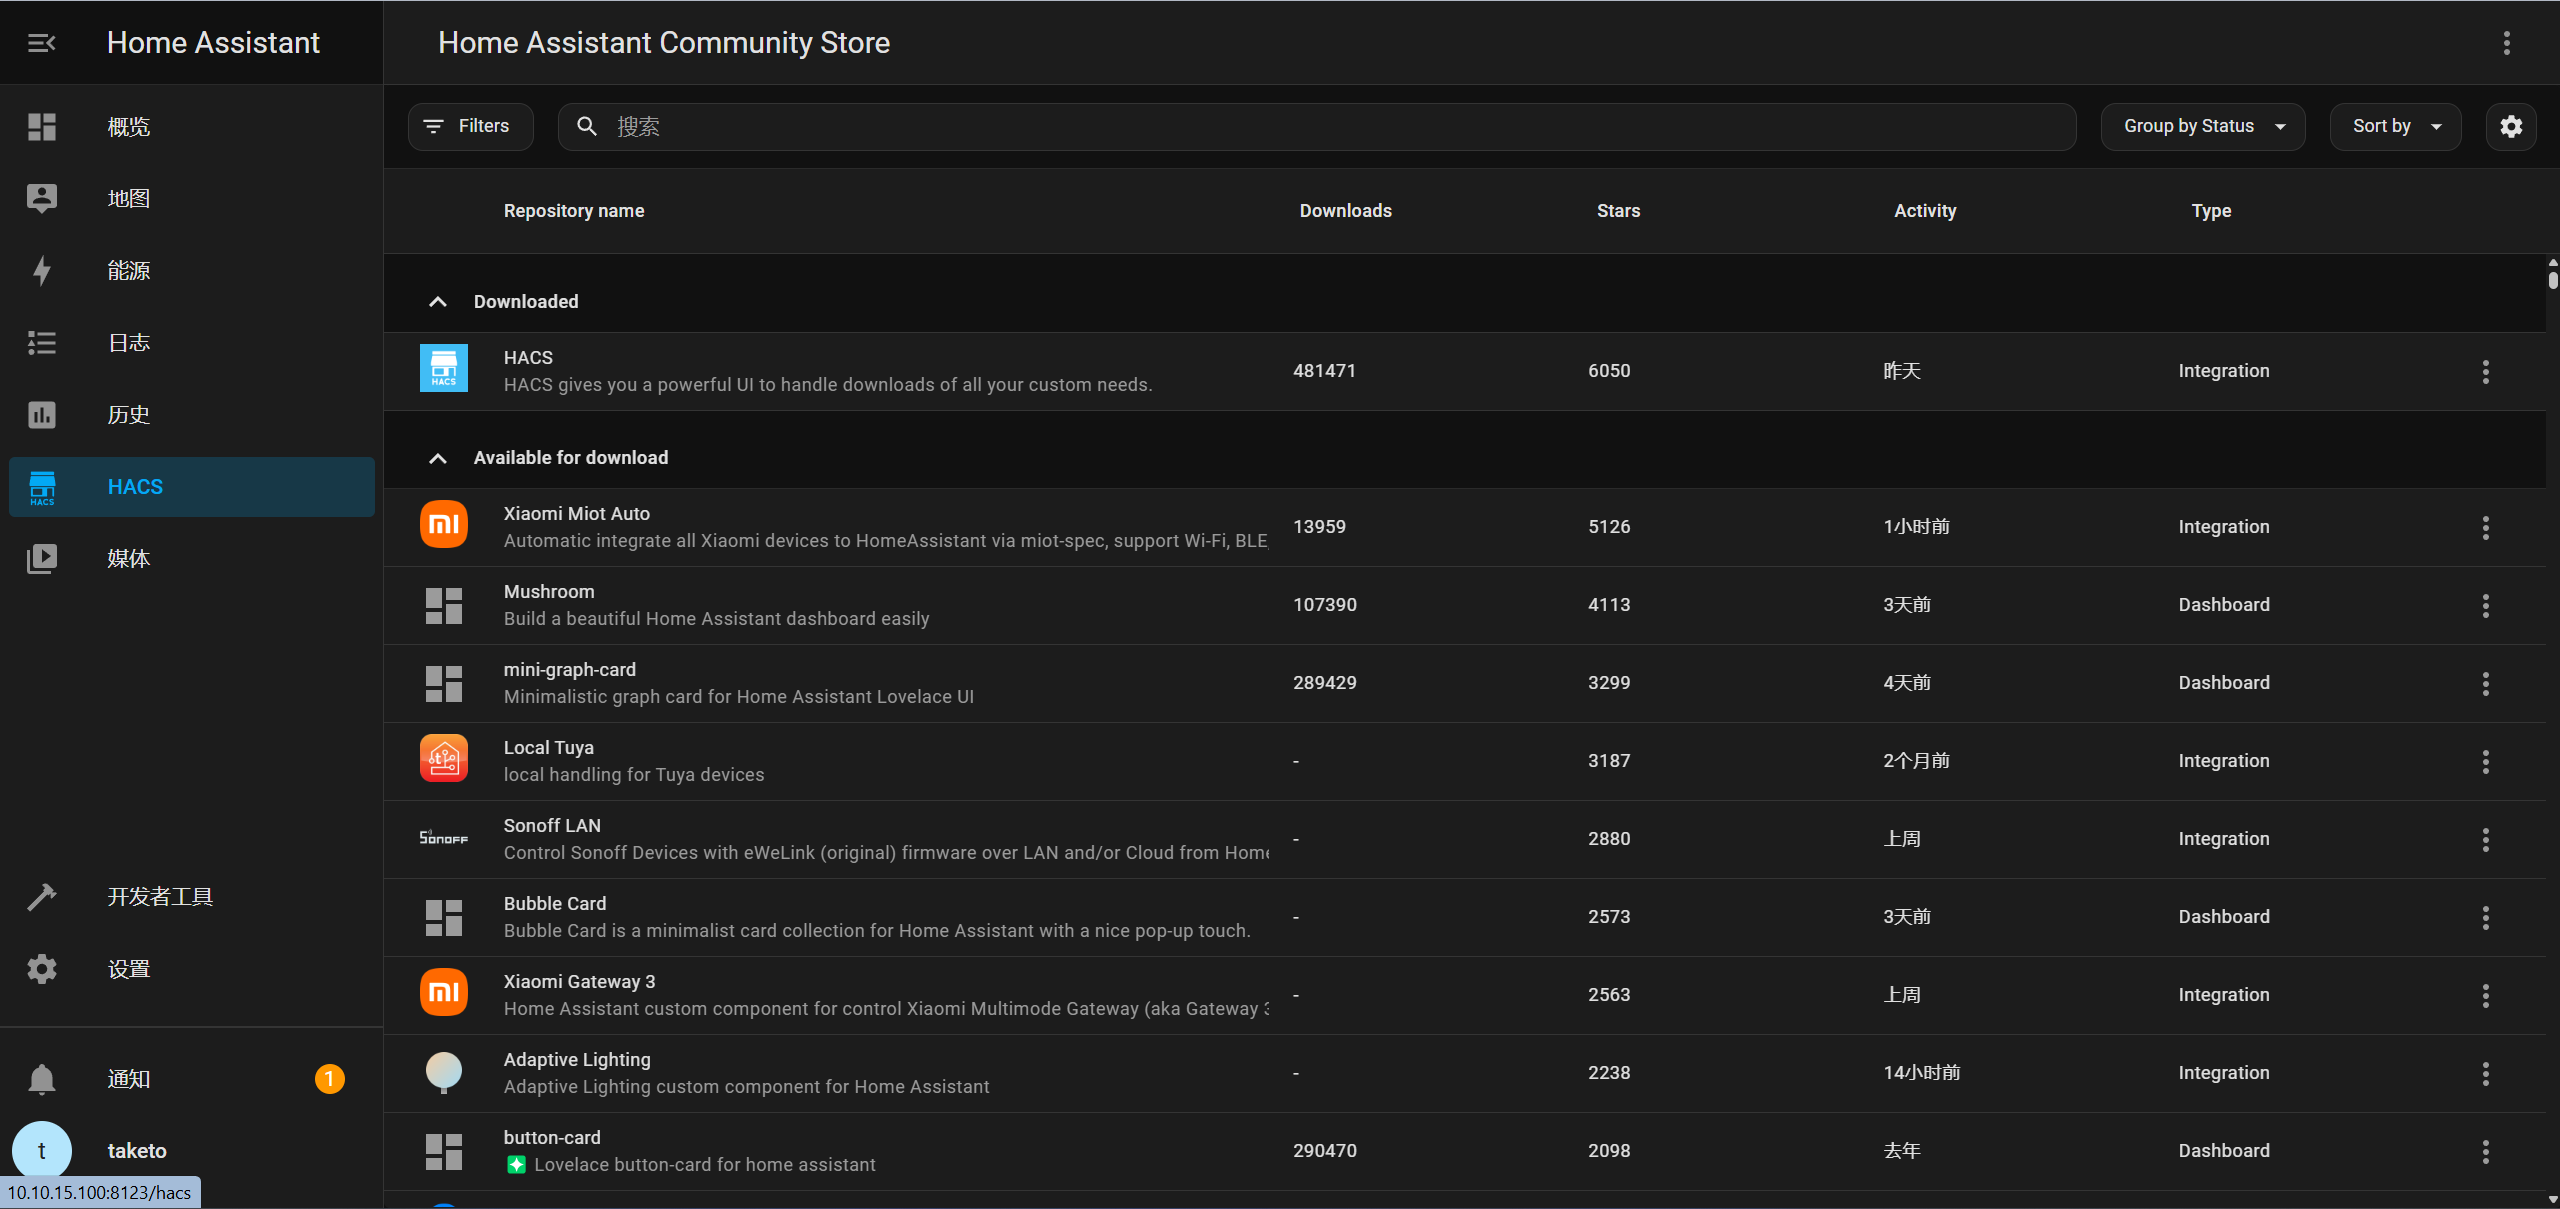 Home Assistant
Home Assistant Community Store
概览
地图
能源
日志
历史
HACS
HACS
媒体
开发者工具
设置
通知
1
t
taketo
10.10.15.100:8123/hacs
Filters
搜索
Group by Status
Sort by
Repository name Downloads Stars Activity Type
Downloaded
HACS
HACS
HACS gives you a powerful UI to handle downloads of all your custom needs.
481471 6050 昨天 Integration
Available for download
Xiaomi Miot Auto
Automatic integrate all Xiaomi devices to HomeAssistant via miot-spec, support Wi-Fi, BLE,
13959 5126 1小时前 Integration
Mushroom
Build a beautiful Home Assistant dashboard easily
107390 4113 3天前 Dashboard
mini-graph-card
Minimalistic graph card for Home Assistant Lovelace UI
289429 3299 4天前 Dashboard
Local Tuya
local handling for Tuya devices
- 3187 2个月前 Integration
SONOFF
Sonoff LAN
Control Sonoff Devices with eWeLink (original) firmware over LAN and/or Cloud from Home
- 2880 上周 Integration
Bubble Card
Bubble Card is a minimalist card collection for Home Assistant with a nice pop-up touch.
- 2573 3天前 Dashboard
Xiaomi Gateway 3
Home Assistant custom component for control Xiaomi Multimode Gateway (aka Gateway 3
- 2563 上周 Integration
Adaptive Lighting
Adaptive Lighting custom component for Home Assistant
- 2238 14小时前 Integration
button-card
❇️ Lovelace button-card for home assistant
290470 2098 去年 Dashboard